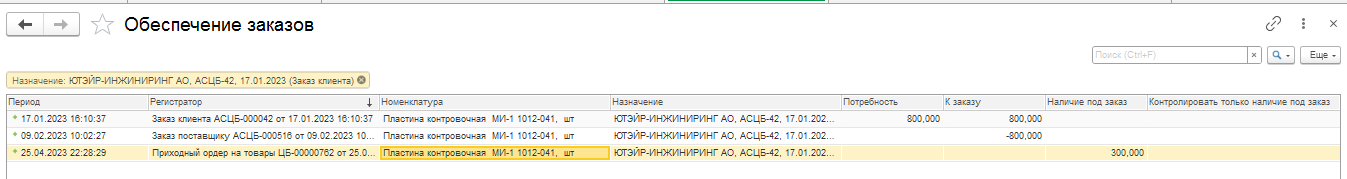 Обеспечение заказов
Поиск (Ctrl+F) × Еще
Назначение: ЮТЭЙР-ИНЖИНИРИНГ АО, АСЦБ-42, 17.01.2023 (Заказ клиента)
Период Регистратор ↓ Номенклатура Назначение Потребность К заказу Наличие под заказ Контролировать только наличие под заказ
17.01.2023 16:10:37 Заказ клиента АСЦБ-000042 от 17.01.2023 16:10:37 Пластина контровочная МИ-1 1012-041, шт ЮТЭЙР-ИНЖИНИРИНГ АО, АСЦБ-42, 17.01.202... 800,000 800,000
09.02.2023 10:02:27 Заказ поставщику АСЦБ-000516 от 09.02.2023 10... Пластина контровочная МИ-1 1012-041, шт ЮТЭЙР-ИНЖИНИРИНГ АО, АСЦБ-42, 17.01.202... -800,000
25.04.2023 22:28:29 Приходный ордер на товары ЦБ-00000762 от 25.0... Пластина контровочная МИ-1 1012-041, шт ЮТЭЙР-ИНЖИНИРИНГ АО, АСЦБ-42, 17.01.202... 300,000